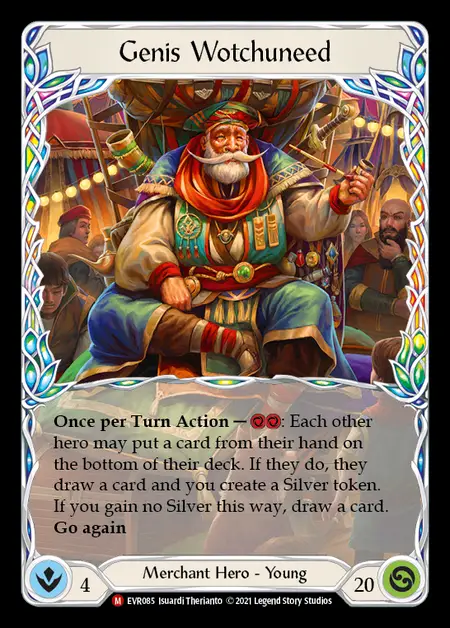 Genis Wotchuneed
Once per Turn Action — : Each other
hero may put a card from their hand on
the bottom of their deck. If they do, they
draw a card and you create a Silver token.
If you gain no Silver this way, draw a card.
Go again
4
Merchant Hero - Young
20
M EVR085 Isuardi Therianto © 2021 Legend Story Studios